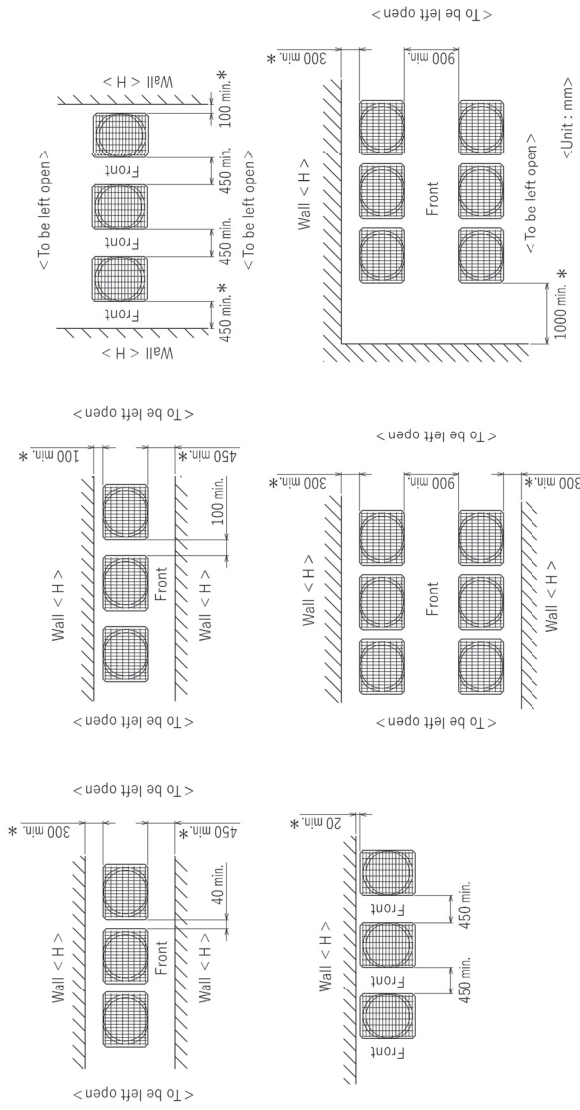 <To be left open>
Wall <H>
<To be left open>
<To be left open>
Wall <H>
Front
Front
Front
100 min.*
450 min.
450 min.
450 min.*
<To be left open>
300 min.*
900 min.
Wall <H>
Front
<To be left open>
<Unit : mm>
1000 min.*
<To be left open>
100 min.*
450 min.*
100 min.
Wall <H>
Front
Wall <H>
<To be left open>
<To be left open>
300 min.*
900 min.
300 min.*
Wall <H>
Front
Wall <H>
<To be left open>
<To be left open>
300 min.*
450 min.*
40 min.
Wall <H>
Front
Wall <H>
<To be left open>
20 min.*
Wall <H>
Front
Front
Front
450 min.
450 min.